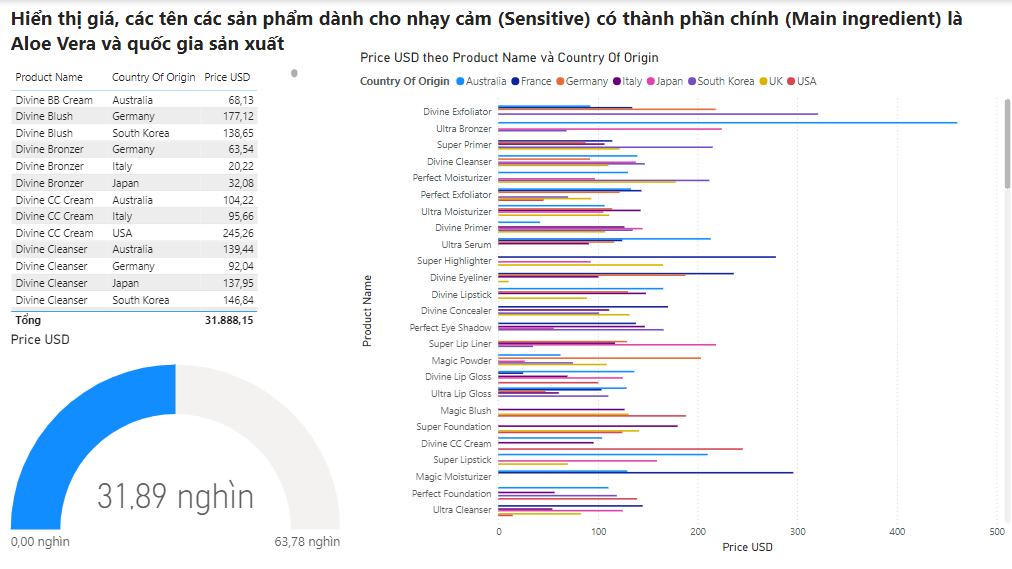 Hiển thị giá, các tên các sản phẩm dành cho nhạy cảm (Sensitive) có thành phần chính (Main ingredient) là
Aloe Vera và quốc gia sản xuất
Product Name Country Of Origin Price USD
Divine BB Cream Australia 68,13
Divine Blush Germany 177,12
Divine Blush South Korea 138,65
Divine Bronzer Germany 63,54
Divine Bronzer Italy 20,22
Divine Bronzer Japan 32,08
Divine CC Cream Australia 104,22
Divine CC Cream Italy 95,66
Divine CC Cream USA 245,26
Divine Cleanser Australia 139,44
Divine Cleanser Germany 92,04
Divine Cleanser Japan 137,95
Divine Cleanser South Korea 146,84
Tổng 31.888,15
Price USD
31,89 nghìn
0,00 nghìn 63,78 nghìn
Price USD theo Product Name và Country Of Origin
Country Of Origin Australia France Germany Italy Japan South Korea UK USA
Product Name
Divine Exfoliator
Ultra Bronzer
Super Primer
Divine Cleanser
Perfect Moisturizer
Perfect Exfoliator
Ultra Moisturizer
Divine Primer
Ultra Serum
Super Highlighter
Divine Eyeliner
Divine Lipstick
Divine Concealer
Perfect Eye Shadow
Super Lip Liner
Magic Powder
Divine Lip Gloss
Ultra Lip Gloss
Magic Blush
Super Foundation
Divine CC Cream
Super Lipstick
Magic Moisturizer
Perfect Foundation
Ultra Cleanser
0 100 200 300 400 500
Price USD